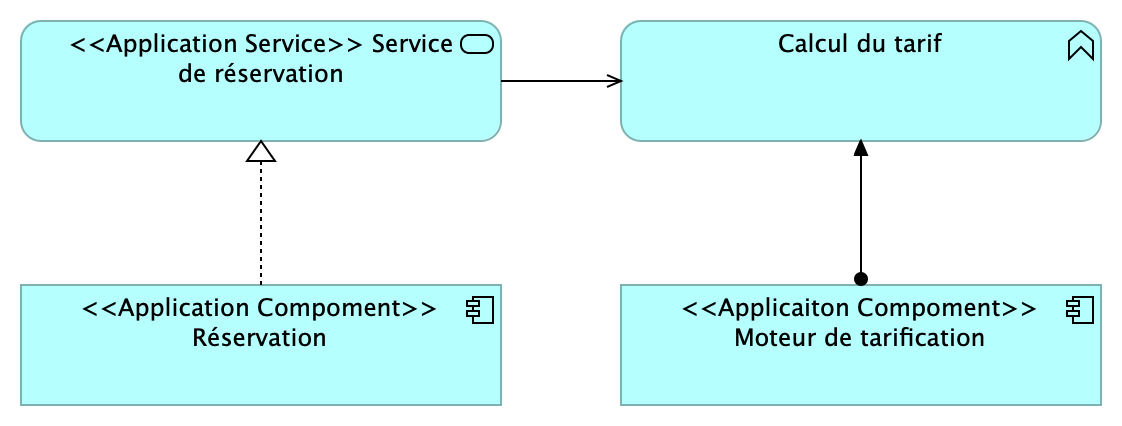 <<Application Service>> Service
de réservation
Calcul du tarif
<<Application Compoment>>
Réservation
<<Applicaiton Compoment>>
Moteur de tarification